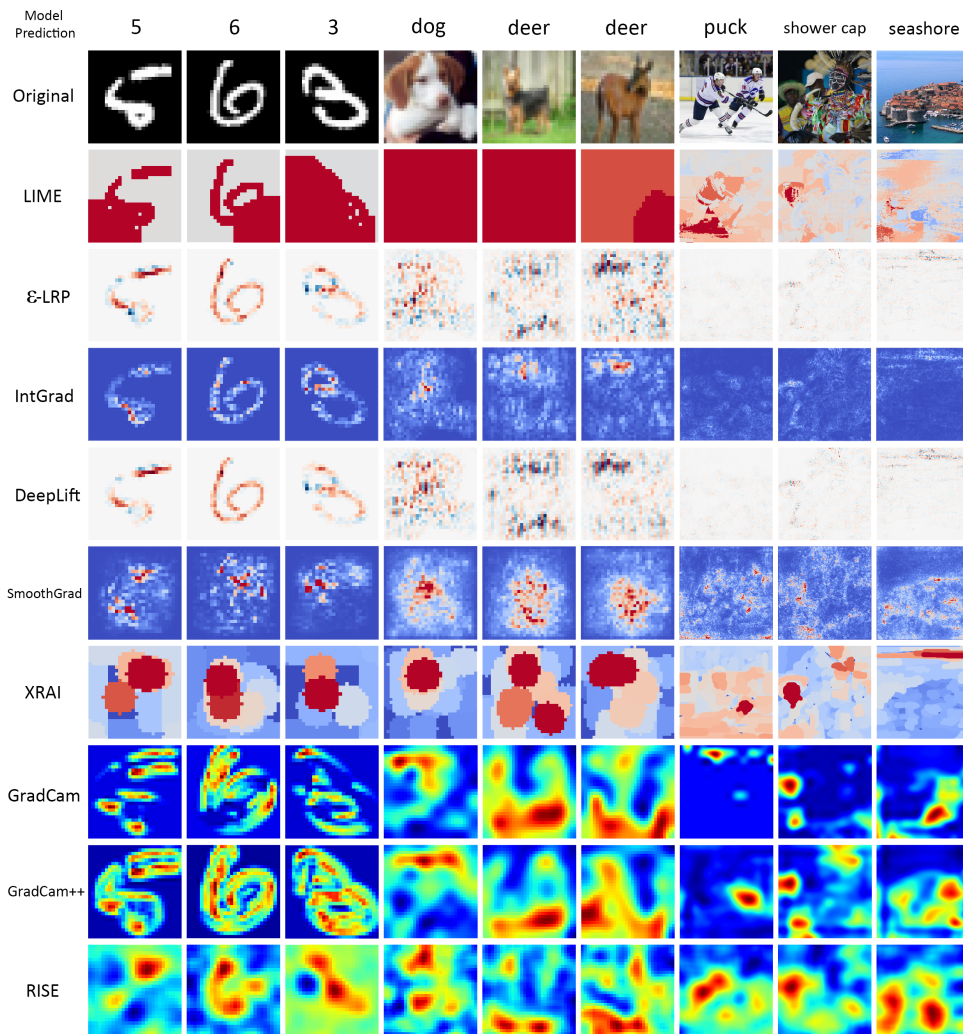 Model
Prediction
5
6
3
dog
deer
deer
puck
shower cap
seashore
Original
LIME
Ɛ-LRP
IntGrad
DeepLift
SmoothGrad
XRAI
GradCam
GradCam++
RISE